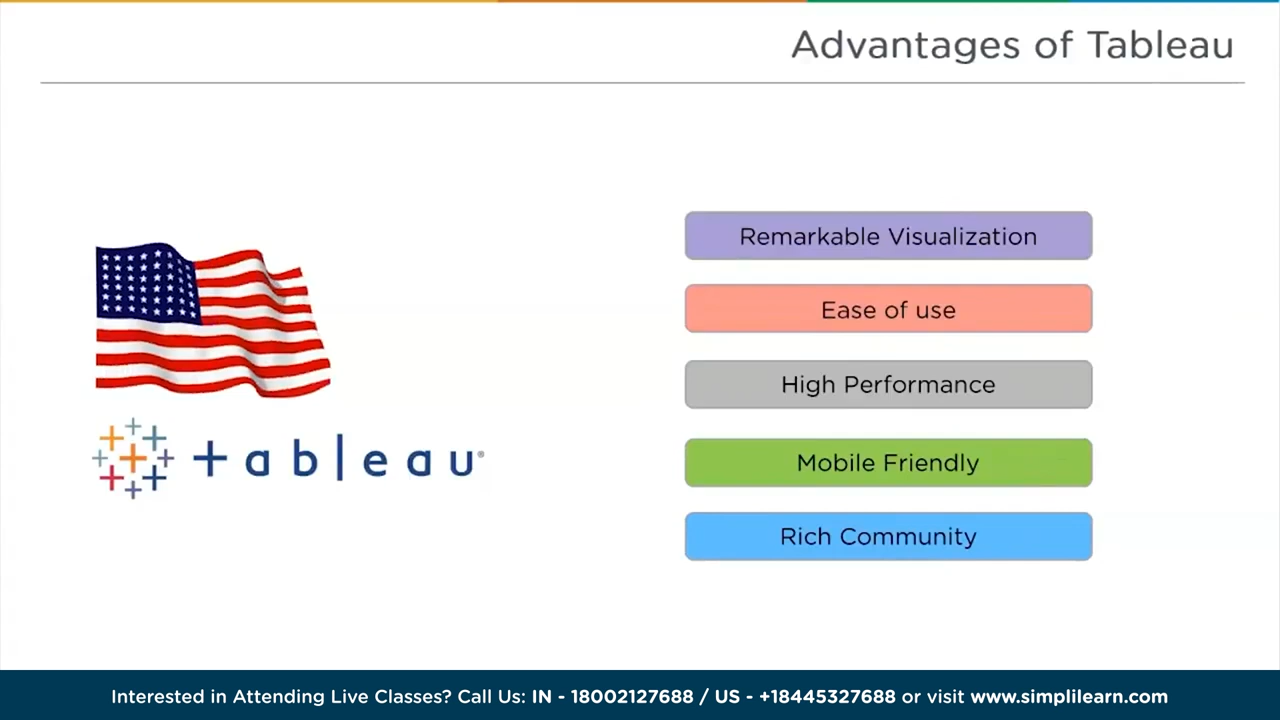 Advantages of Tableau
Remarkable Visualization
Ease of use
High Performance
Mobile Friendly
Rich Community
+ableau®
Interested in Attending Live Classes? Call Us: IN - 18002127688 / US - +18445327688 or visit www.simplilearn.com